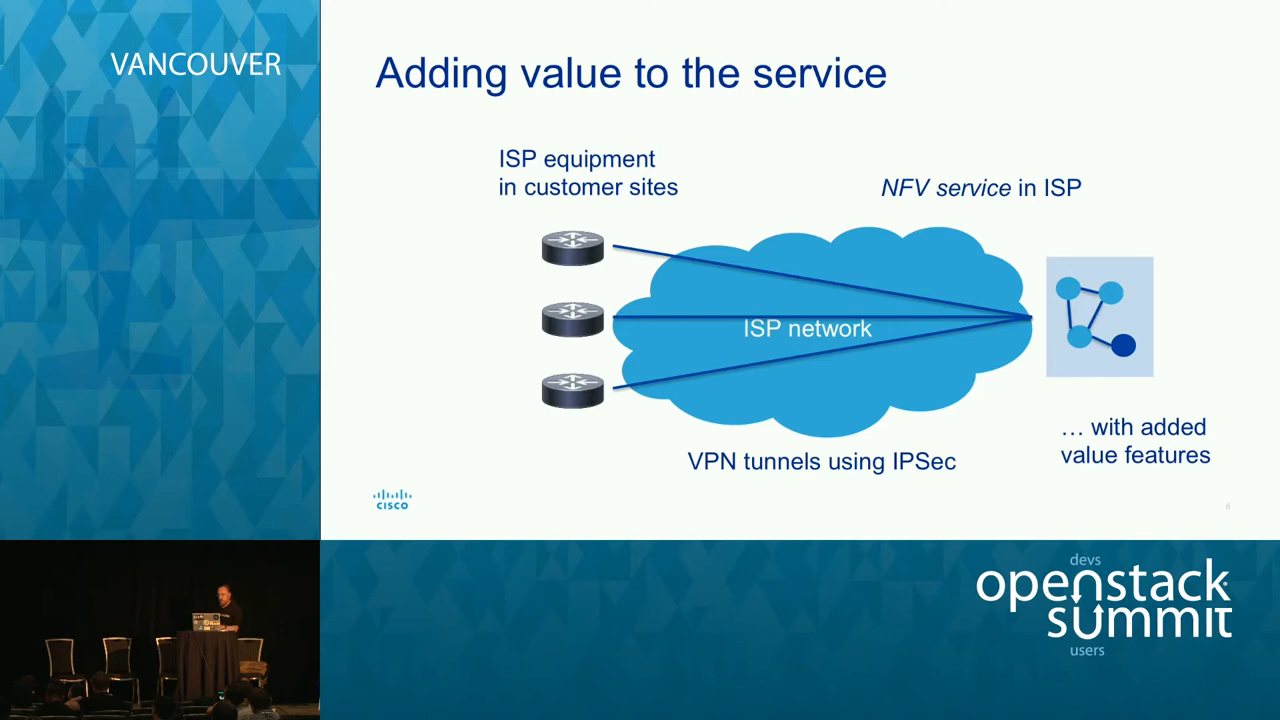 VANCOUVER
Adding value to the service
ISP equipment
in customer sites
NFV service in ISP
ISP network
VPN tunnels using IPSec
… with added
value features
CISCO
6
devs
openstack
summit
users